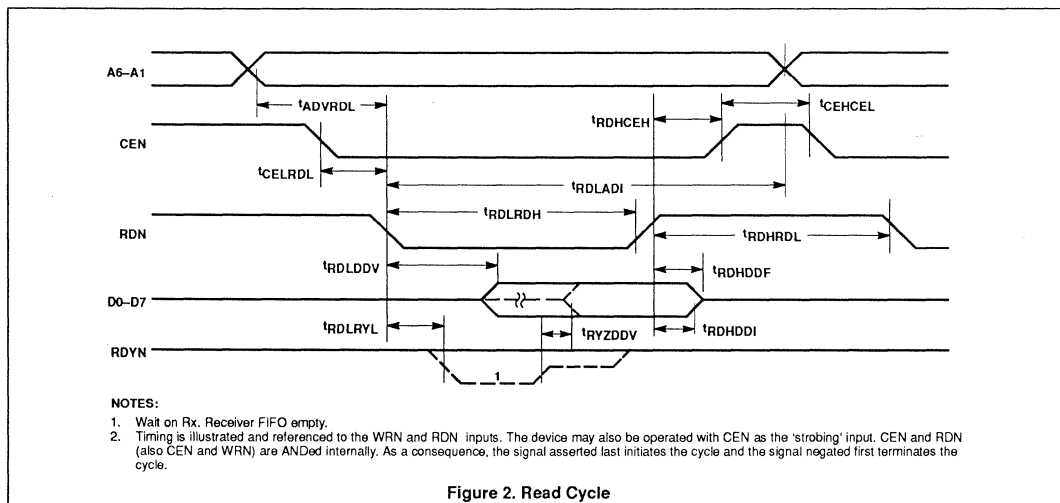 A6–A1
tADVRDL
tCEHCEL
tRDHCEH
CEN
tCELRDL
tRDLADI
tRDLRDH
RDN
tRDHRDL
tRDLDDV
tRDHDDF
D0–D7
tRDLRYL
tRYZDDV
tRDHDDI
RDYN
1
NOTES:
1. Wait on Rx. Receiver FIFO empty.
2. Timing is illustrated and referenced to the WRN and RDN inputs. The device may also be operated with CEN as the 'strobing' input. CEN and RDN
(also CEN and WRN) are ANDed internally. As a consequence, the signal asserted last initiates the cycle and the signal negated first terminates the
cycle.
Figure 2. Read Cycle